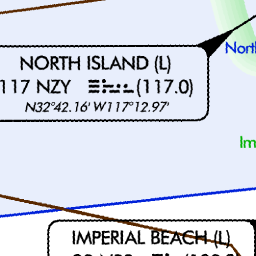 NORTH ISLAND (L)
117 NZY (117.0)
N32°42.16' W117°12.97'
North
Im
IMPERIAL BEACH (L)